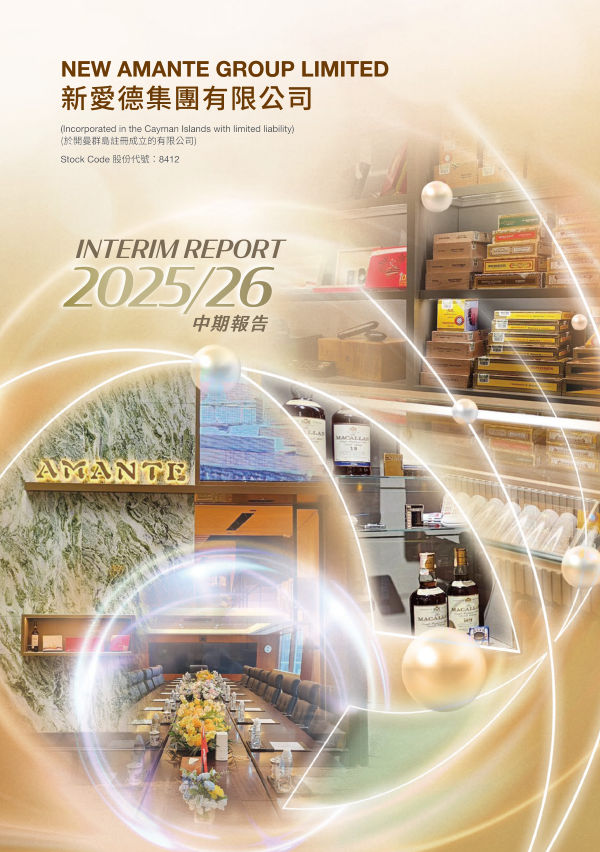 NEW AMANTE GROUP LIMITED
新愛德集團有限公司
(Incorporated in the Cayman Islands with limited liability)
(於開曼群島註冊成立的有限公司)
Stock Code 股份代號：8412
INTERIM REPORT
2025/26
中期報告
AMANTE
MACALLAN
18
MACALLAN